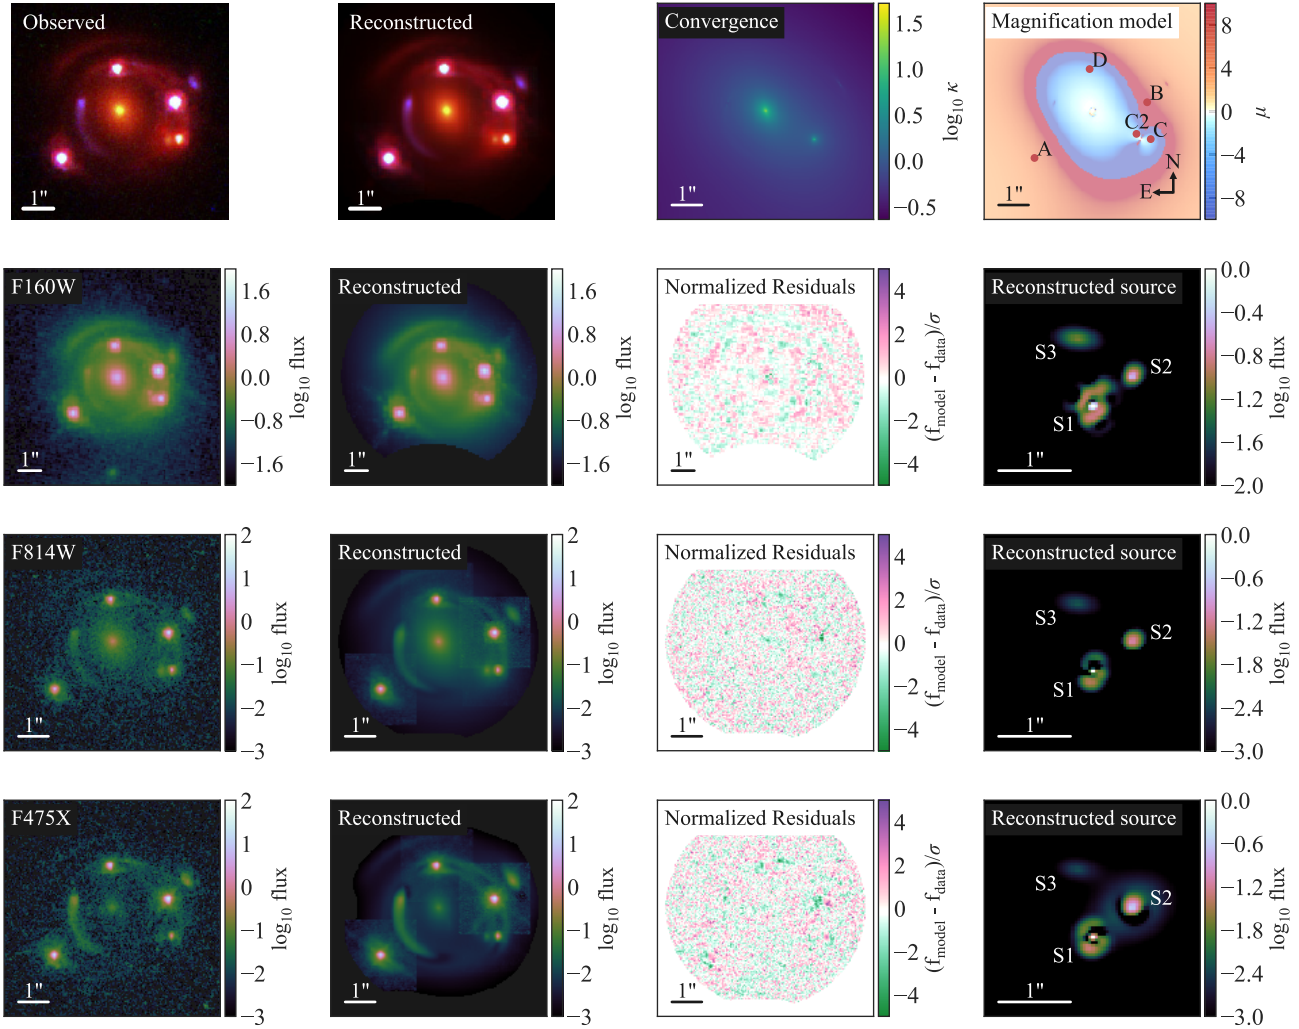 Observed
1"
Reconstructed
1"
Convergence
1"
1.5
1.0
0.5
0.0
−0.5
log₁₀ κ
Magnification model
D
B
C2
C
A
N
E
1"
8
4
0
−4
−8
μ
F160W
1"
1.6
0.8
0.0
−0.8
−1.6
log₁₀ flux
Reconstructed
1"
1.6
0.8
0.0
−0.8
−1.6
log₁₀ flux
Normalized Residuals
1"
4
2
0
−2
−4
(f_model - f_data)/σ
Reconstructed source
S3
S2
S1
1"
0.0
−0.4
−0.8
−1.2
−1.6
−2.0
log₁₀ flux
F814W
1"
2
1
0
−1
−2
−3
log₁₀ flux
Reconstructed
1"
2
1
0
−1
−2
−3
log₁₀ flux
Normalized Residuals
1"
4
2
0
−2
−4
(f_model - f_data)/σ
Reconstructed source
S3
S2
S1
1"
0.0
−0.6
−1.2
−1.8
−2.4
−3.0
log₁₀ flux
F475X
1"
2
1
0
−1
−2
−3
log₁₀ flux
Reconstructed
1"
2
1
0
−1
−2
−3
log₁₀ flux
Normalized Residuals
1"
4
2
0
−2
−4
(f_model - f_data)/σ
Reconstructed source
S3
S2
S1
1"
0.0
−0.6
−1.2
−1.8
−2.4
−3.0
log₁₀ flux